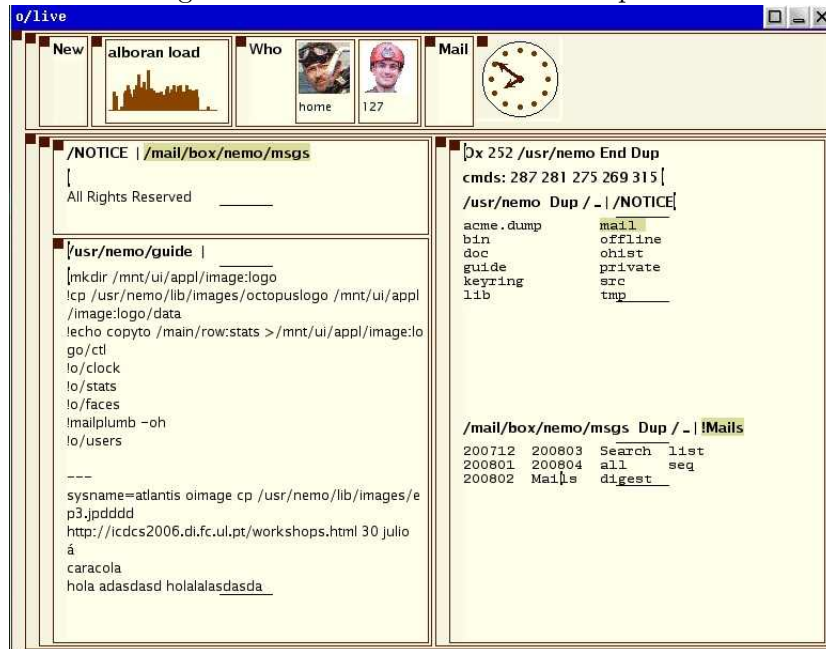 o/live
New
alboran load
Who
home
127
Mail
/NOTICE | /mail/box/nemo/msgs
All Rights Reserved
/usr/nemo/guide |
mkdir /mnt/ui/appl/image:logo
!cp /usr/nemo/lib/images/octopuslogo /mnt/ui/appl
/image:logo/data
!echo copyto /main/row:stats >/mnt/ui/appl/image:lo
go/ctl
!o/clock
!o/stats
!o/faces
!mailplumb -oh
!o/users
---
sysname=atlantis oimage cp /usr/nemo/lib/images/e
p3.jpdddd
http://icdcs2006.di.fc.ul.pt/workshops.html 30 julio
á
caracola
hola adasdasd holalalasdasda
Ox 252 /usr/nemo End Dup
cmds: 287 281 275 269 315
/usr/nemo Dup / _ | /NOTICE
acme.dump mail
bin offline
doc ohist
guide private
keyring src
lib tmp
/mail/box/nemo/msgs Dup / _ | !Mails
200712 200803 Search list
200801 200804 all seq
200802 Mails digest